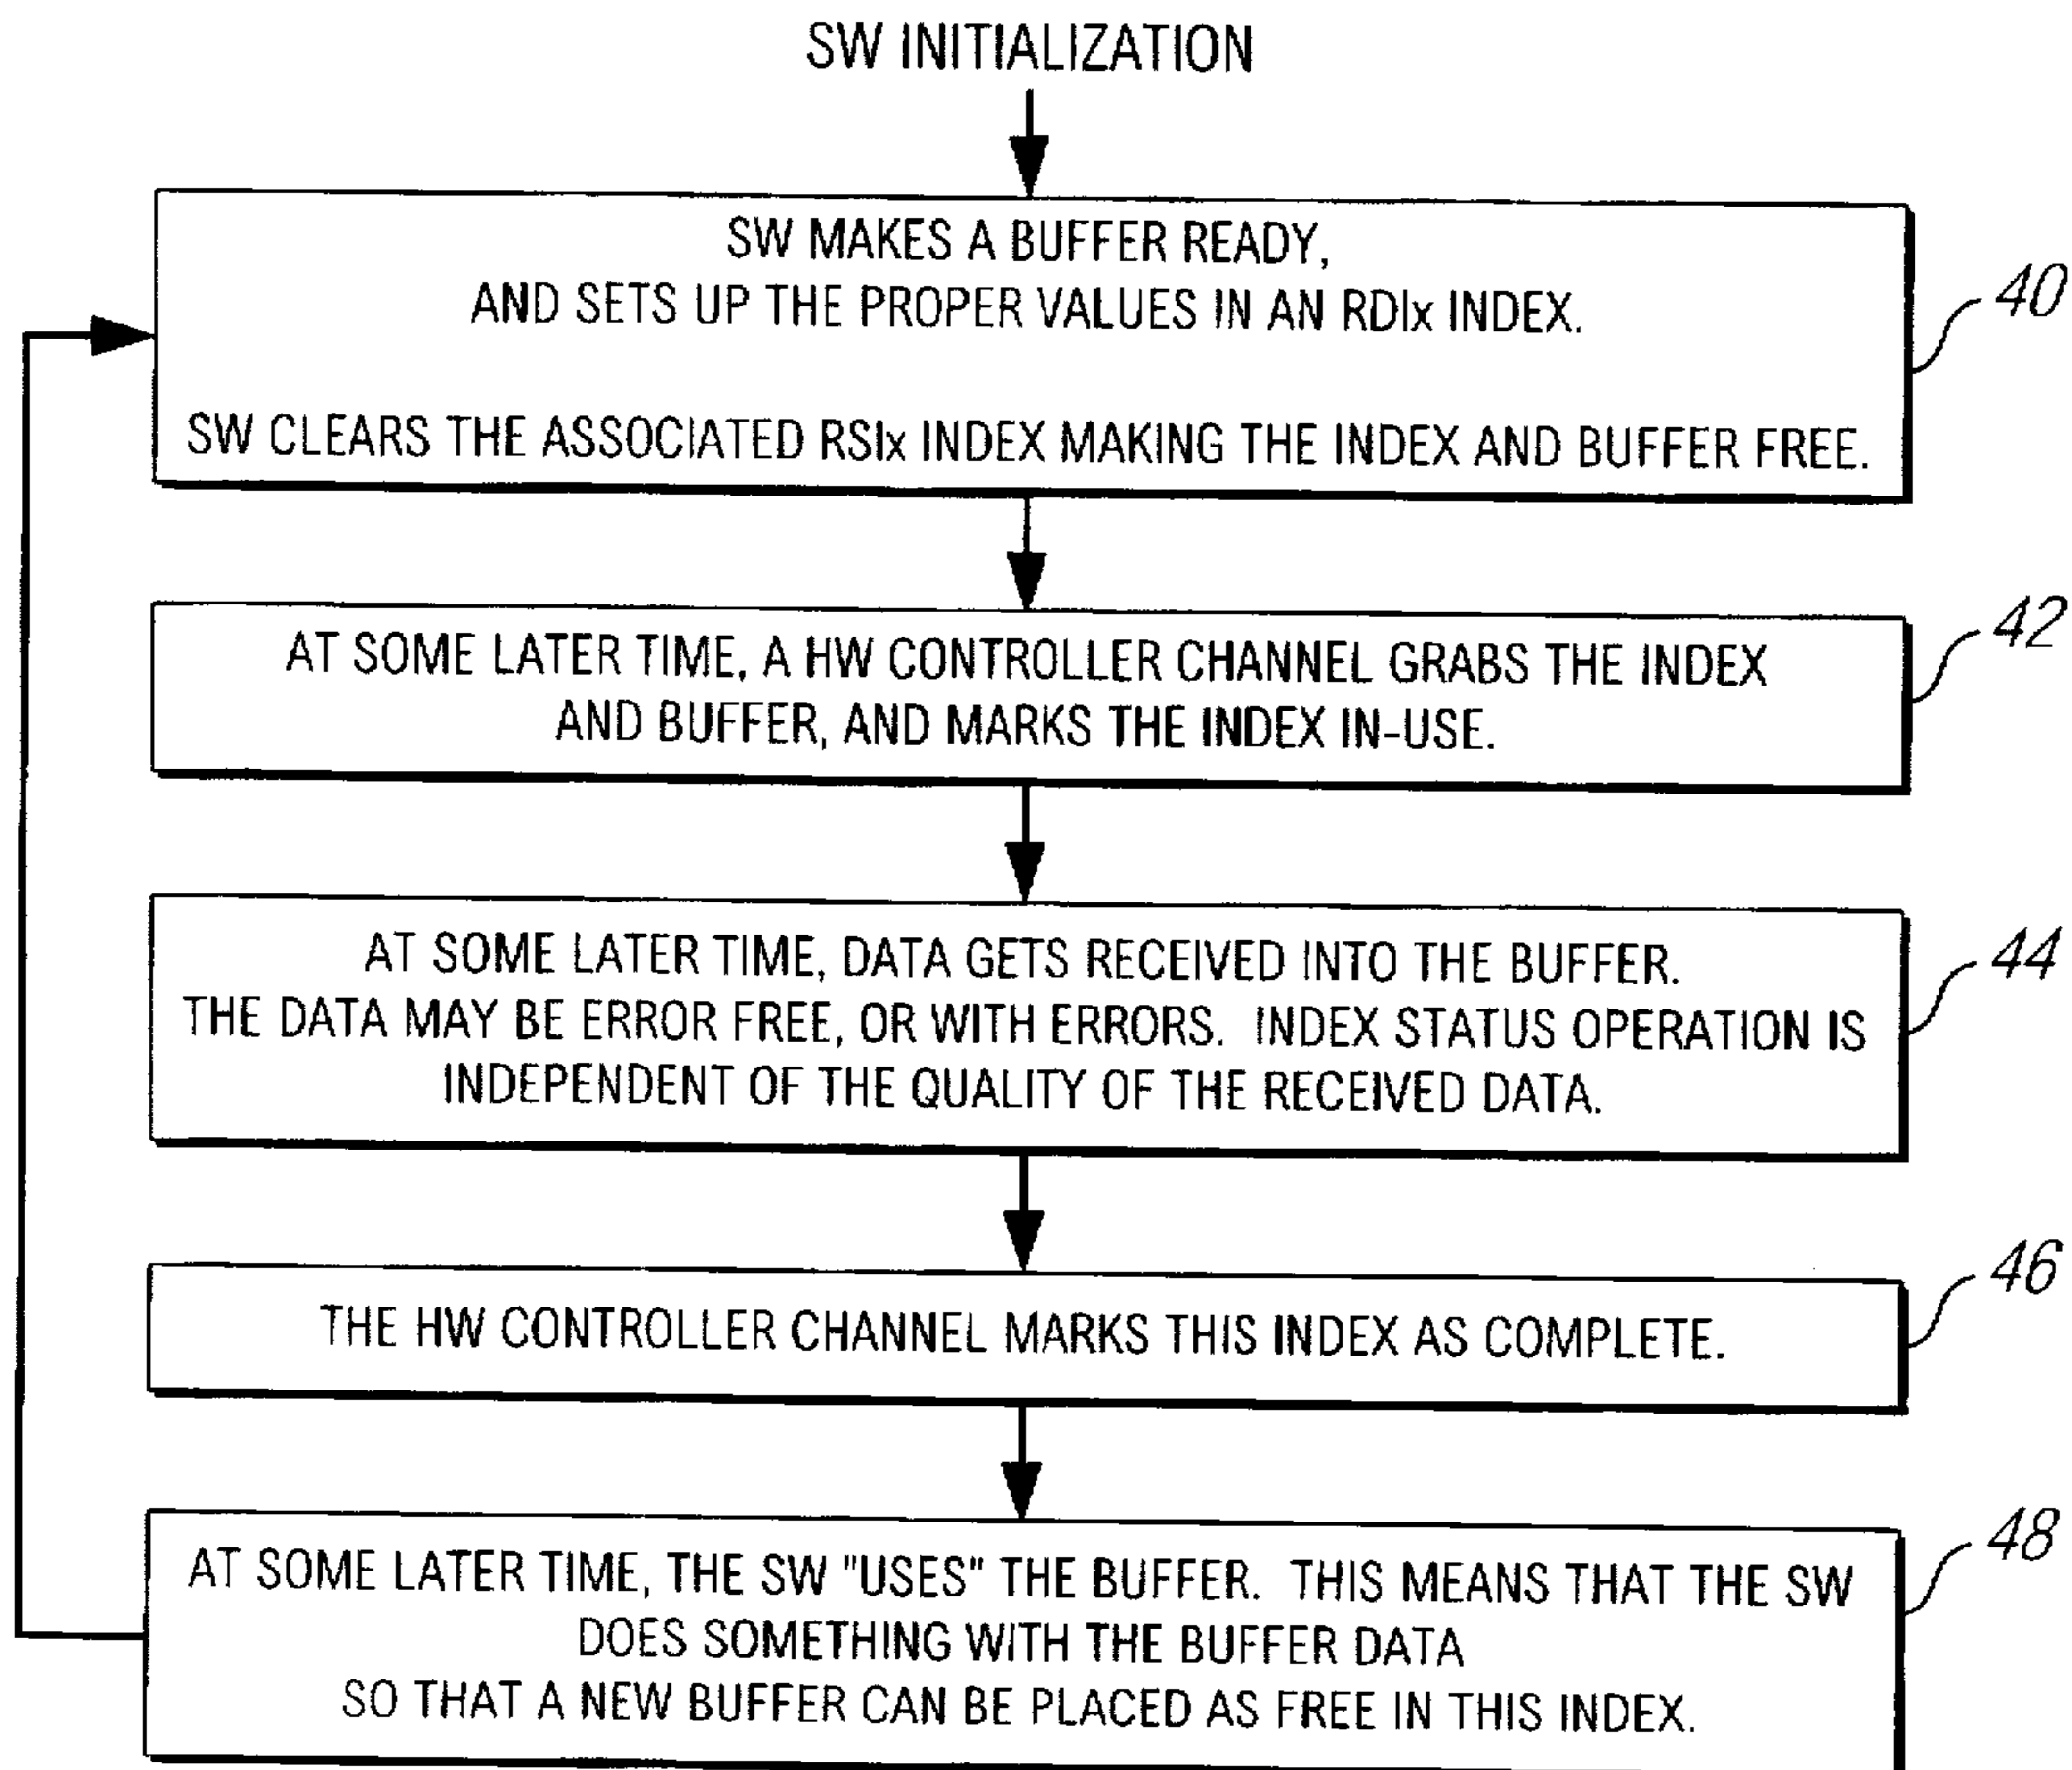 SW INITIALIZATION
SW MAKES A BUFFER READY,
AND SETS UP THE PROPER VALUES IN AN RDIx INDEX.
SW CLEARS THE ASSOCIATED RSIx INDEX MAKING THE INDEX AND BUFFER FREE.
40
AT SOME LATER TIME, A HW CONTROLLER CHANNEL GRABS THE INDEX
AND BUFFER, AND MARKS THE INDEX IN-USE.
42
AT SOME LATER TIME, DATA GETS RECEIVED INTO THE BUFFER.
THE DATA MAY BE ERROR FREE, OR WITH ERRORS. INDEX STATUS OPERATION IS
INDEPENDENT OF THE QUALITY OF THE RECEIVED DATA.
44
THE HW CONTROLLER CHANNEL MARKS THIS INDEX AS COMPLETE.
46
AT SOME LATER TIME, THE SW "USES" THE BUFFER. THIS MEANS THAT THE SW
DOES SOMETHING WITH THE BUFFER DATA
SO THAT A NEW BUFFER CAN BE PLACED AS FREE IN THIS INDEX.
48